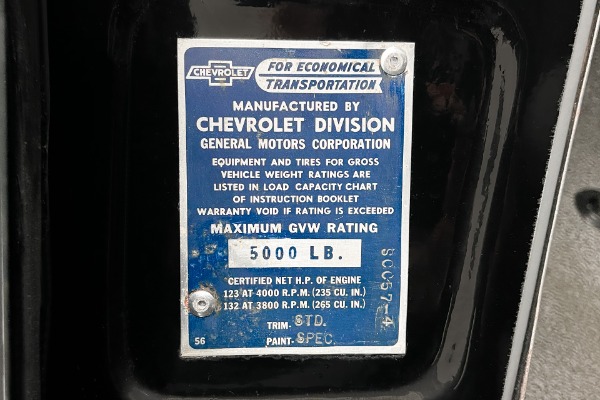 CHEVROLET
FOR ECONOMICAL
TRANSPORTATION
MANUFACTURED BY
CHEVROLET DIVISION
GENERAL MOTORS CORPORATION
EQUIPMENT AND TIRES FOR GROSS
VEHICLE WEIGHT RATINGS ARE
LISTED IN LOAD CAPACITY CHART
OF INSTRUCTION BOOKLET
WARRANTY VOID IF RATING IS EXCEEDED
MAXIMUM GVW RATING
5000 LB.
CERTIFIED NET H.P. OF ENGINE
123 AT 4000 R.P.M. (235 CU. IN.)
132 AT 3800 R.P.M. (265 CU. IN.)
TRIM- STD.
56 PAINT- SPEC.